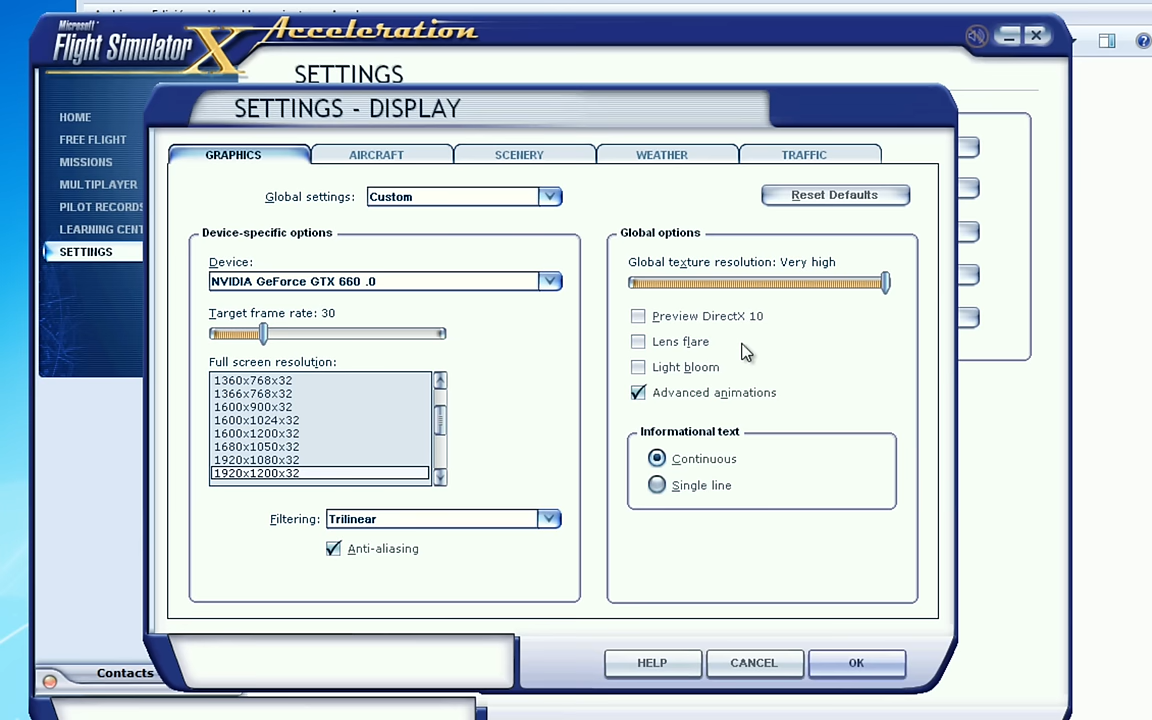 Microsoft
Flight Simulator X Acceleration
SETTINGS
SETTINGS - DISPLAY
HOME
FREE FLIGHT
MISSIONS
MULTIPLAYER
PILOT RECORDS
LEARNING CENT
SETTINGS
Contacts
GRAPHICS
AIRCRAFT
SCENERY
WEATHER
TRAFFIC
Global settings: Custom
Reset Defaults
Device-specific options
Device:
NVIDIA GeForce GTX 660 .0
Target frame rate: 30
Full screen resolution:
1360x768x32
1366x768x32
1600x900x32
1600x1024x32
1600x1200x32
1680x1050x32
1920x1080x32
1920x1200x32
Filtering: Trilinear
Anti-aliasing
Global options
Global texture resolution: Very high
Preview DirectX 10
Lens flare
Light bloom
Advanced animations
Informational text
Continuous
Single line
HELP
CANCEL
OK